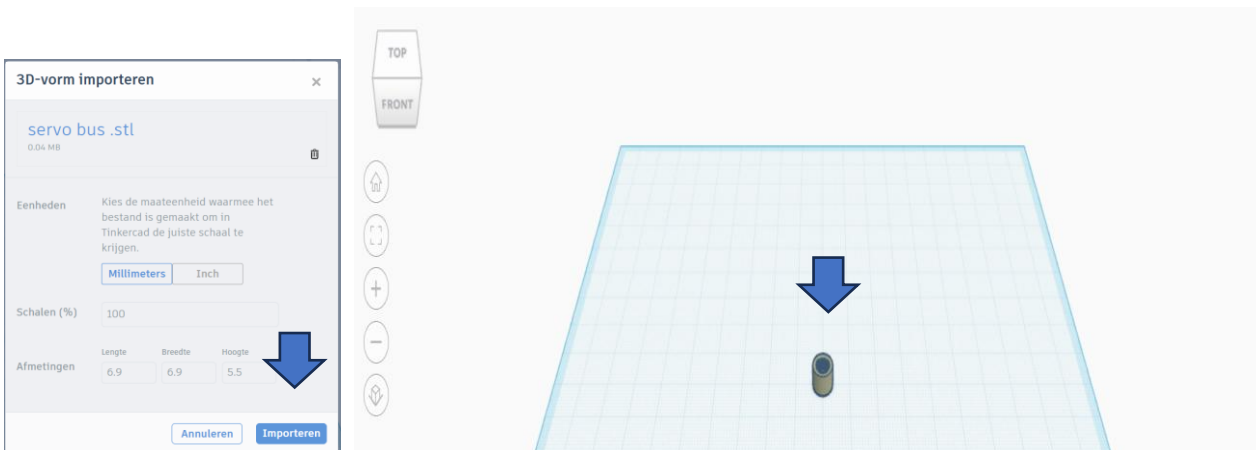 3D-vorm importeren
servo bus .stl
0.04 MB
Eenheden
Kies de maateenheid waarmee het
bestand is gemaakt om in
Tinkercad de juiste schaal te
krijgen.
Millimeters Inch
Schalen (%) 100
Lengte Breedte Hoogte
Afmetingen 6.9 6.9 5.5
Annuleren Importeren
TOP
FRONT